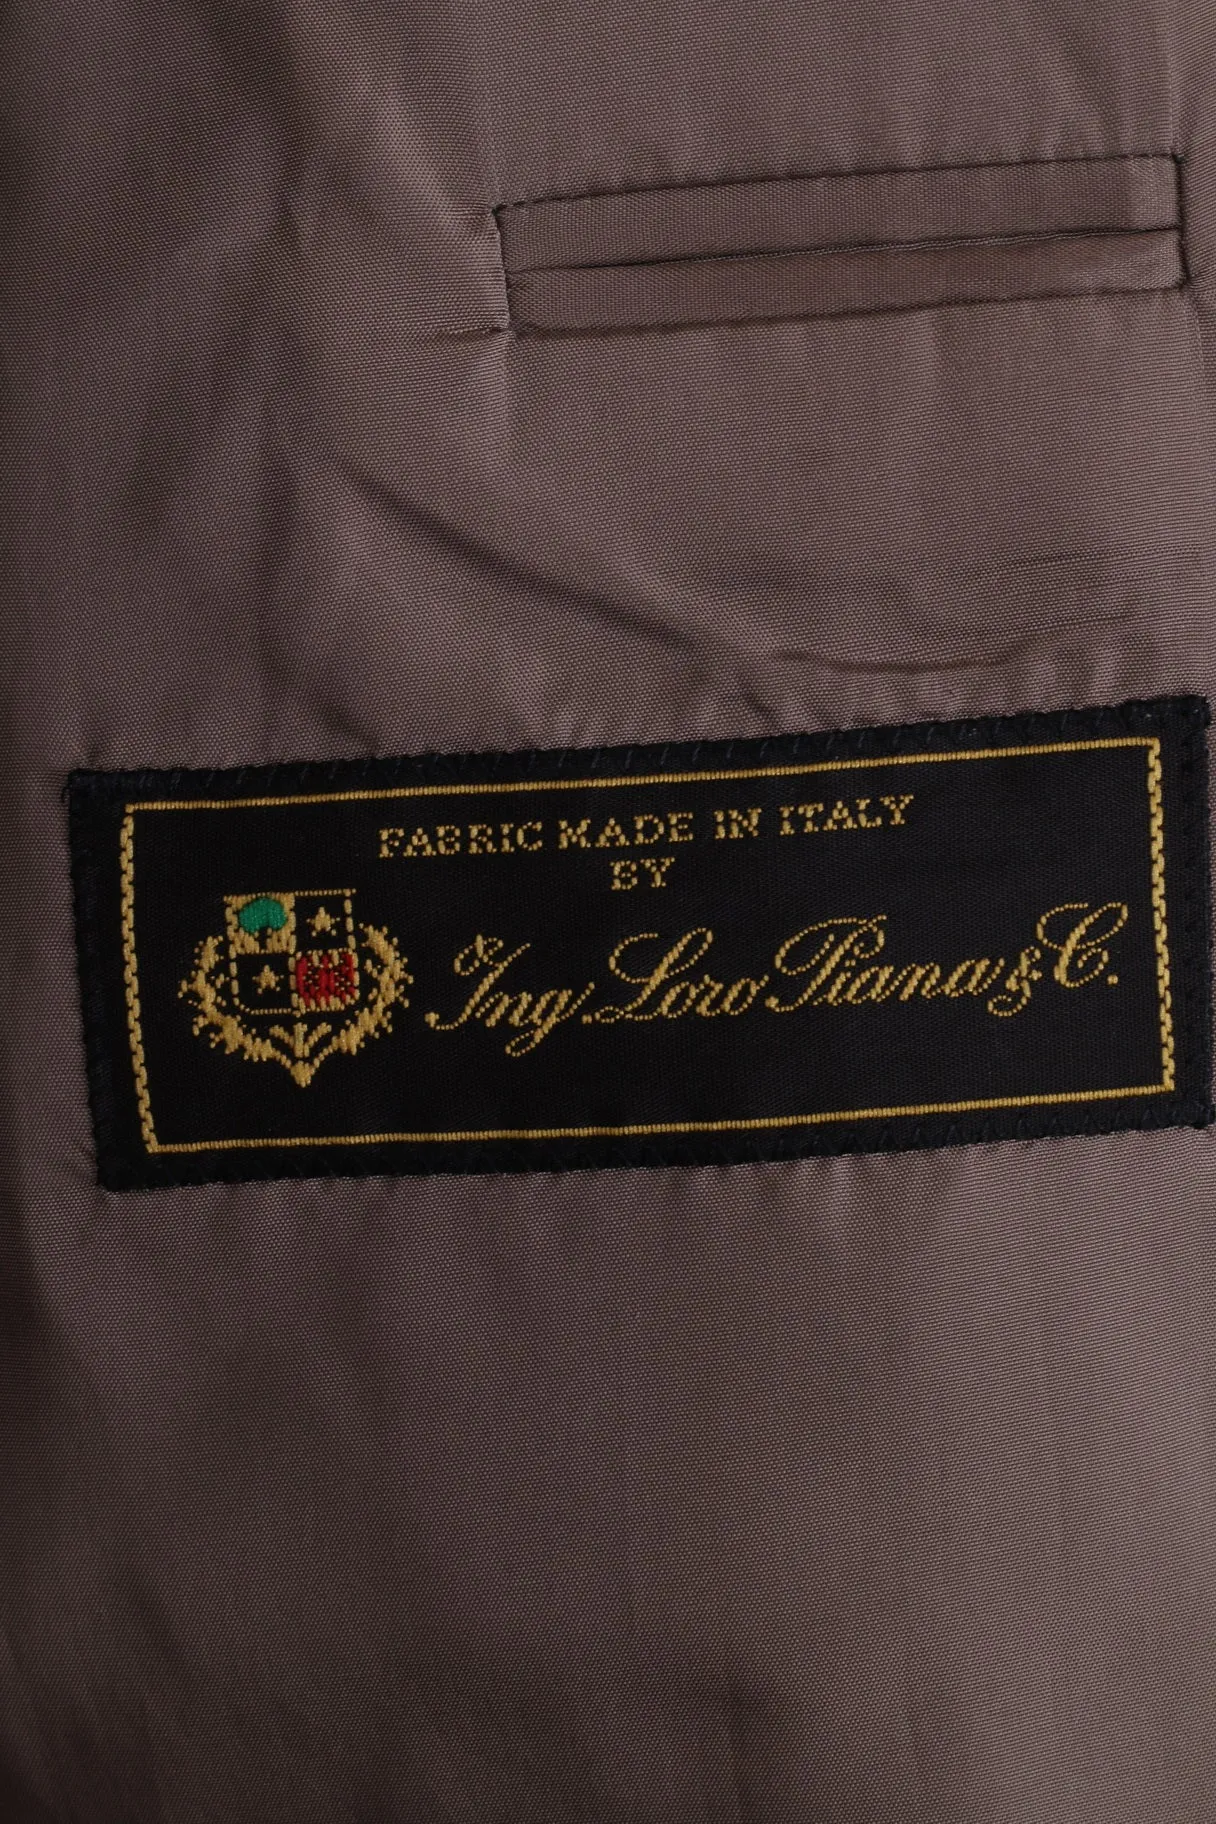 FABRIC MADE IN ITALY
BY
Ing. Loro Piana & C.